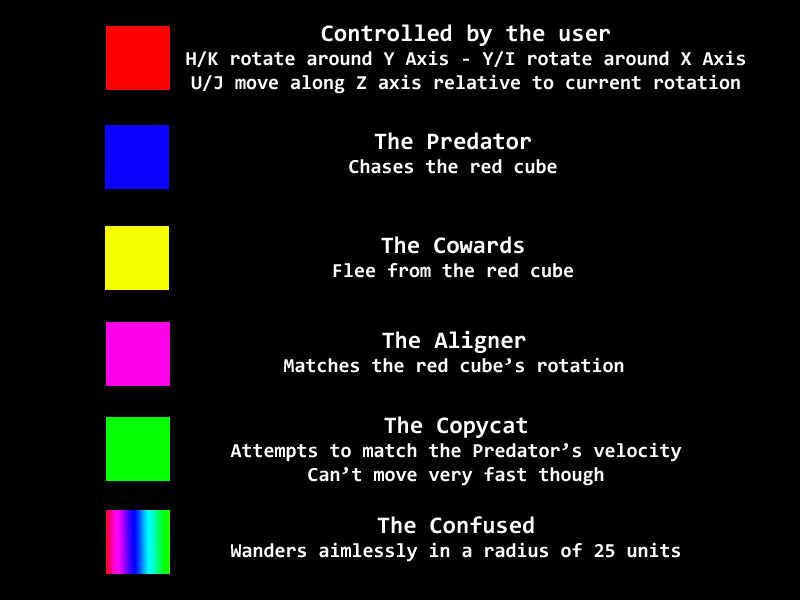 Controlled by the user
H/K rotate around Y Axis - Y/I rotate around X Axis
U/J move along Z axis relative to current rotation
The Predator
Chases the red cube
The Cowards
Flee from the red cube
The Aligner
Matches the red cube’s rotation
The Copycat
Attempts to match the Predator’s velocity
Can’t move very fast though
The Confused
Wanders aimlessly in a radius of 25 units